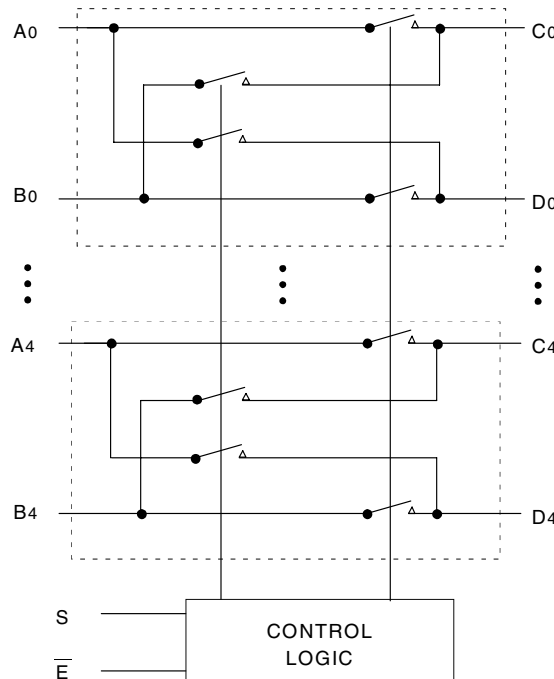 A0 C0
B0 D0
A4 C4
B4 D4
S
E̅
CONTROL
LOGIC